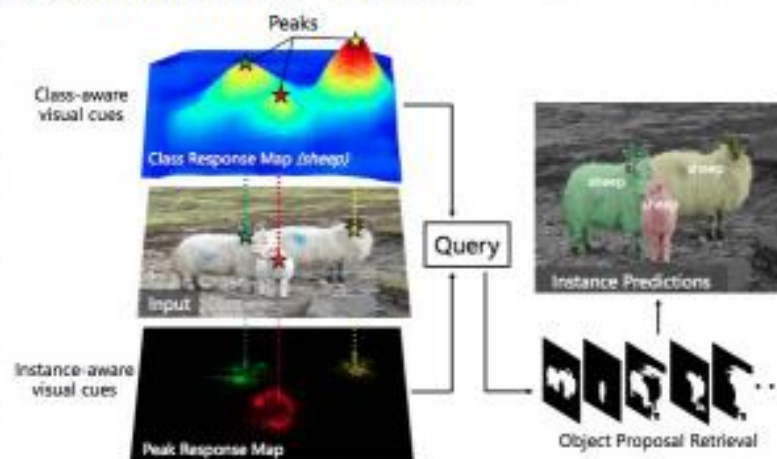 Peaks
Class-aware
visual cues
Class Response Map (sheep)
Input
Query
Instance-aware
visual cues
Peak Response Map
sheep
sheep
sheep
Instance Predictions
Object Proposal Retrieval